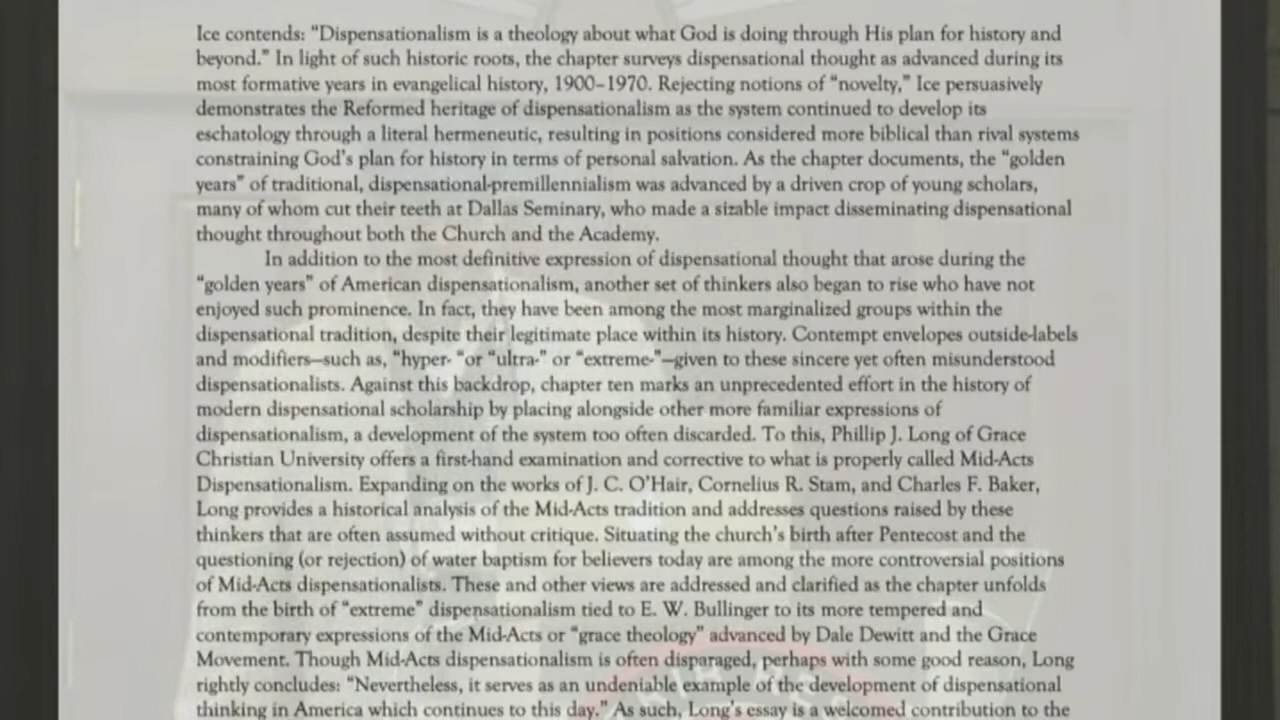 Ice contends: “Dispensationalism is a theology about what God is doing through His plan for history and
beyond.” In light of such historic roots, the chapter surveys dispensational thought as advanced during its
most formative years in evangelical history, 1900–1970. Rejecting notions of “novelty,” Ice persuasively
demonstrates the Reformed heritage of dispensationalism as the system continued to develop its
eschatology through a literal hermeneutic, resulting in positions considered more biblical than rival systems
constraining God’s plan for history in terms of personal salvation. As the chapter documents, the “golden
years” of traditional, dispensational-premillennialism was advanced by a driven crop of young scholars,
many of whom cut their teeth at Dallas Seminary, who made a sizable impact disseminating dispensational
thought throughout both the Church and the Academy.
In addition to the most definitive expression of dispensational thought that arose during the
“golden years” of American dispensationalism, another set of thinkers also began to rise who have not
enjoyed such prominence. In fact, they have been among the most marginalized groups within the
dispensational tradition, despite their legitimate place within its history. Contempt envelopes outside-labels
and modifiers—such as, “hyper- “or “ultra-” or “extreme-”—given to these sincere yet often misunderstood
dispensationalists. Against this backdrop, chapter ten marks an unprecedented effort in the history of
modern dispensational scholarship by placing alongside other more familiar expressions of
dispensationalism, a development of the system too often discarded. To this, Phillip J. Long of Grace
Christian University offers a first-hand examination and corrective to what is properly called Mid-Acts
Dispensationalism. Expanding on the works of J. C. O’Hair, Cornelius R. Stam, and Charles F. Baker,
Long provides a historical analysis of the Mid-Acts tradition and addresses questions raised by these
thinkers that are often assumed without critique. Situating the church’s birth after Pentecost and the
questioning (or rejection) of water baptism for believers today are among the more controversial positions
of Mid-Acts dispensationalists. These and other views are addressed and clarified as the chapter unfolds
from the birth of “extreme” dispensationalism tied to E. W. Bullinger to its more tempered and
contemporary expressions of the Mid-Acts or “grace theology” advanced by Dale Dewitt and the Grace
Movement. Though Mid-Acts dispensationalism is often disparaged, perhaps with some good reason, Long
rightly concludes: “Nevertheless, it serves as an undeniable example of the development of dispensational
thinking in America which continues to this day.” As such, Long’s essay is a welcomed contribution to the